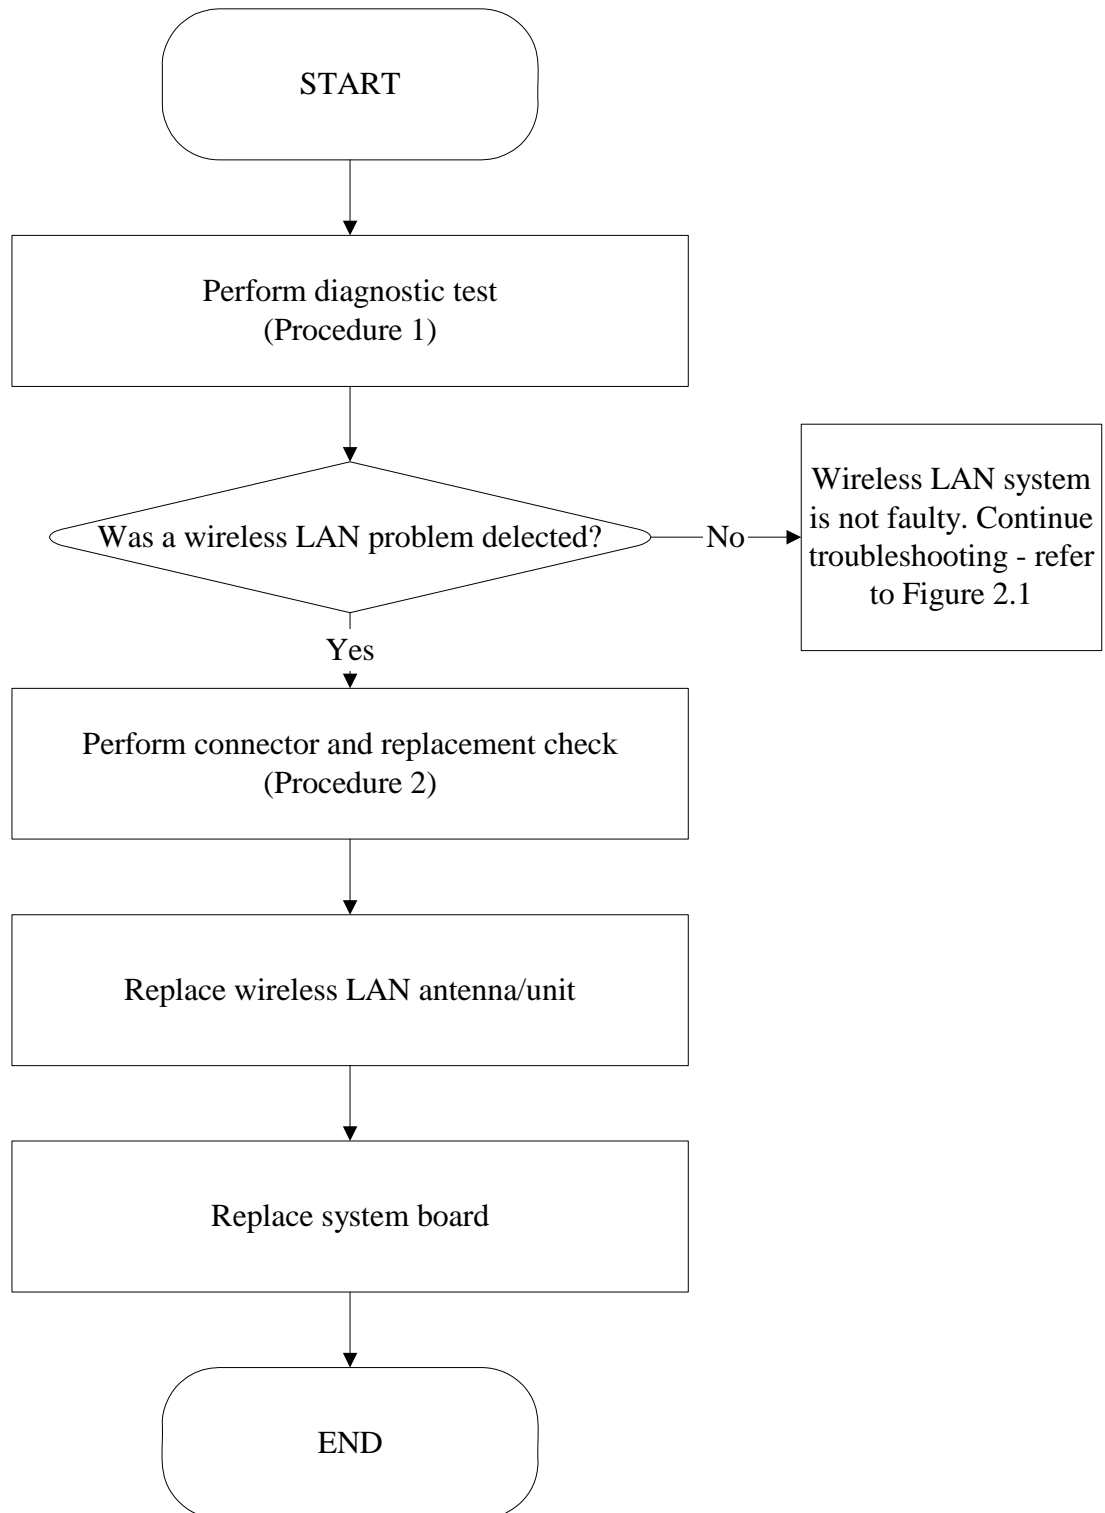 START
Perform diagnostic test
(Procedure 1)
Was a wireless LAN problem delected?
No
Wireless LAN system
is not faulty. Continue
troubleshooting - refer
to Figure 2.1
Yes
Perform connector and replacement check
(Procedure 2)
Replace wireless LAN antenna/unit
Replace system board
END